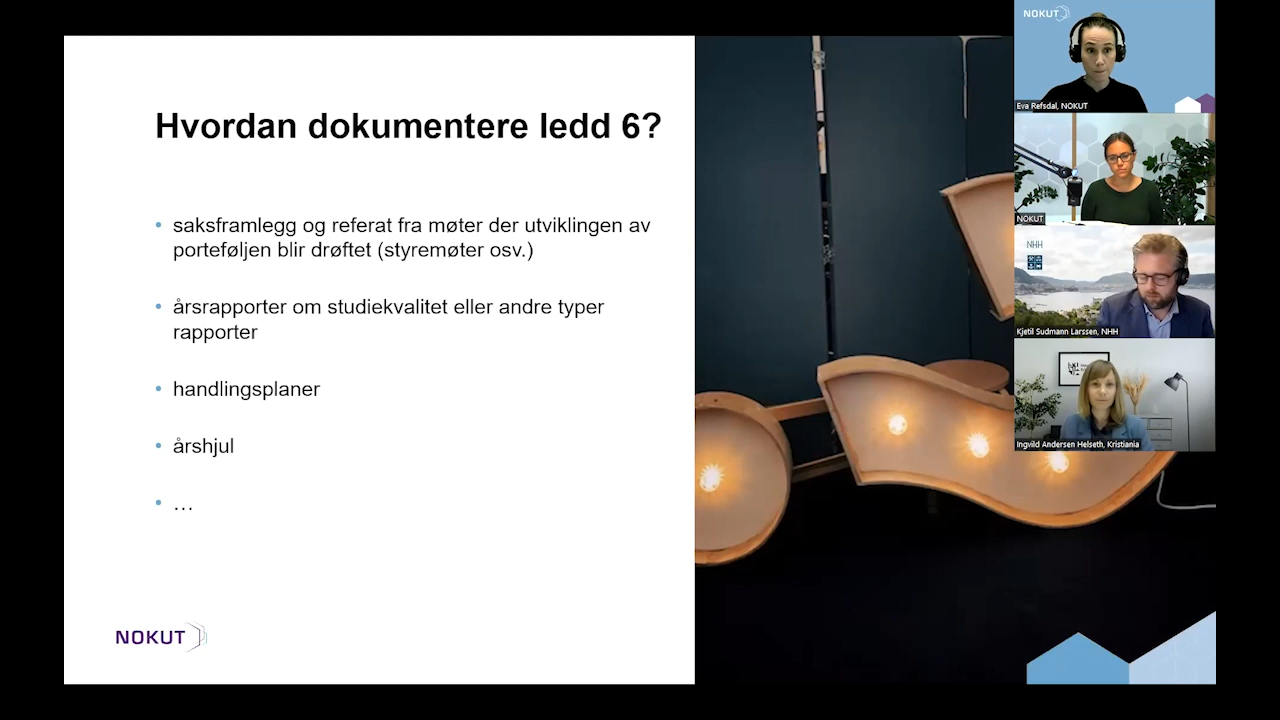 Hvordan dokumentere ledd 6?
• saksframlegg og referat fra møter der utviklingen av
porteføljen blir drøftet (styremøter osv.)
• årsrapporter om studiekvalitet eller andre typer
rapporter
• handlingsplaner
• årshjul
• …
NOKUT
NOKUT
Eva Refsdal, NOKUT
NOKUT
NHH
Kjetil Sudmann Larssen, NHH
Ingvild Andersen Helseth, Kristiania